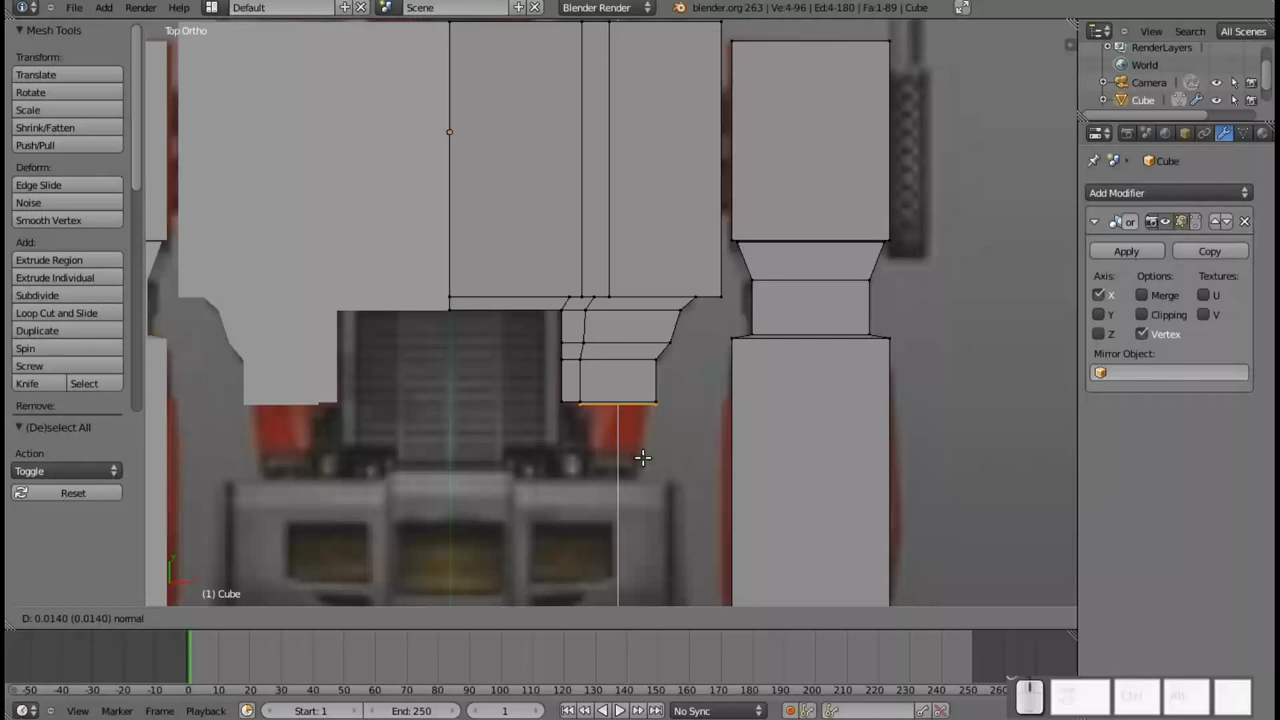 File Add Render Help Default Scene Blender Render blender.org 263 | Ve:4-96 | Ed:4-180 | Fa:1-89 | Cube
Mesh Tools
Transform:
Translate
Rotate
Scale
Shrink/Fatten
Push/Pull
Deform:
Edge Slide
Noise
Smooth Vertex
Add:
Extrude Region
Extrude Individual
Subdivide
Loop Cut and Slide
Duplicate
Spin
Screw
Knife Select
Remove:
(De)select All
Action
Toggle
Reset
Top Ortho
Y
(1) Cube
D: 0.0140 (0.0140) normal
View Search All Scenes
RenderLayers
World
Camera
Cube
Cube
Add Modifier
or
Apply Copy
Axis: Options: Textures:
X Merge U
Y Clipping V
Z Vertex
Mirror Object:
-50 -40 -30 -20 -10 0 10 20 30 40 50 60 70 80 90 100 110 120 130 140 150 160 170 180 190 200 210 220 230 240 250 260
View Marker Frame Playback Start: 1 End: 250 1 No Sync